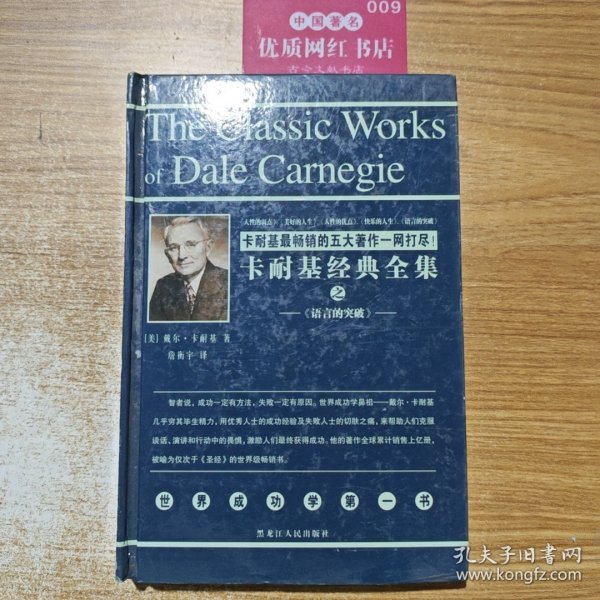 009
中国著名
优质网红书店
The Classic Works
of Dale Carnegie
《人性的弱点》、《美好的人生》、《人性的优点》、《快乐的人生》、《语言的突破》
卡耐基最畅销的五大著作一网打尽！
卡耐基经典全集
之
——《语言的突破》——
[美] 戴尔·卡耐基 著
詹衡宇 译
智者说，成功一定有方法，失败一定有原因。世界成功学鼻祖——戴尔·卡耐基
几乎穷其毕生精力，用优秀人士的成功经验及失败人士的切肤之痛，来帮助人们克服
谈话、演讲和行动中的畏惧，激励人们最终获得成功。他的著作全球累计销售上亿册，
被喻为仅次于《圣经》的世界级畅销书。
世界成功学第一书
黑龙江人民出版社
孔夫子旧书网
www.kongfz.com